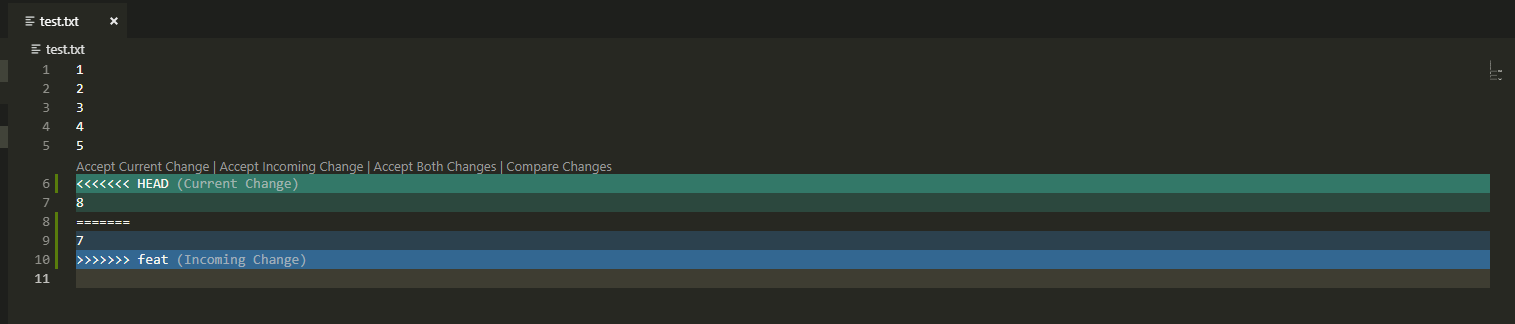 test.txt ×
test.txt
1 1
2 2
3 3
4 4
5 5
Accept Current Change | Accept Incoming Change | Accept Both Changes | Compare Changes
6 <<<<<<< HEAD (Current Change)
7 8
8 =======
9 7
10 >>>>>>> feat (Incoming Change)
11